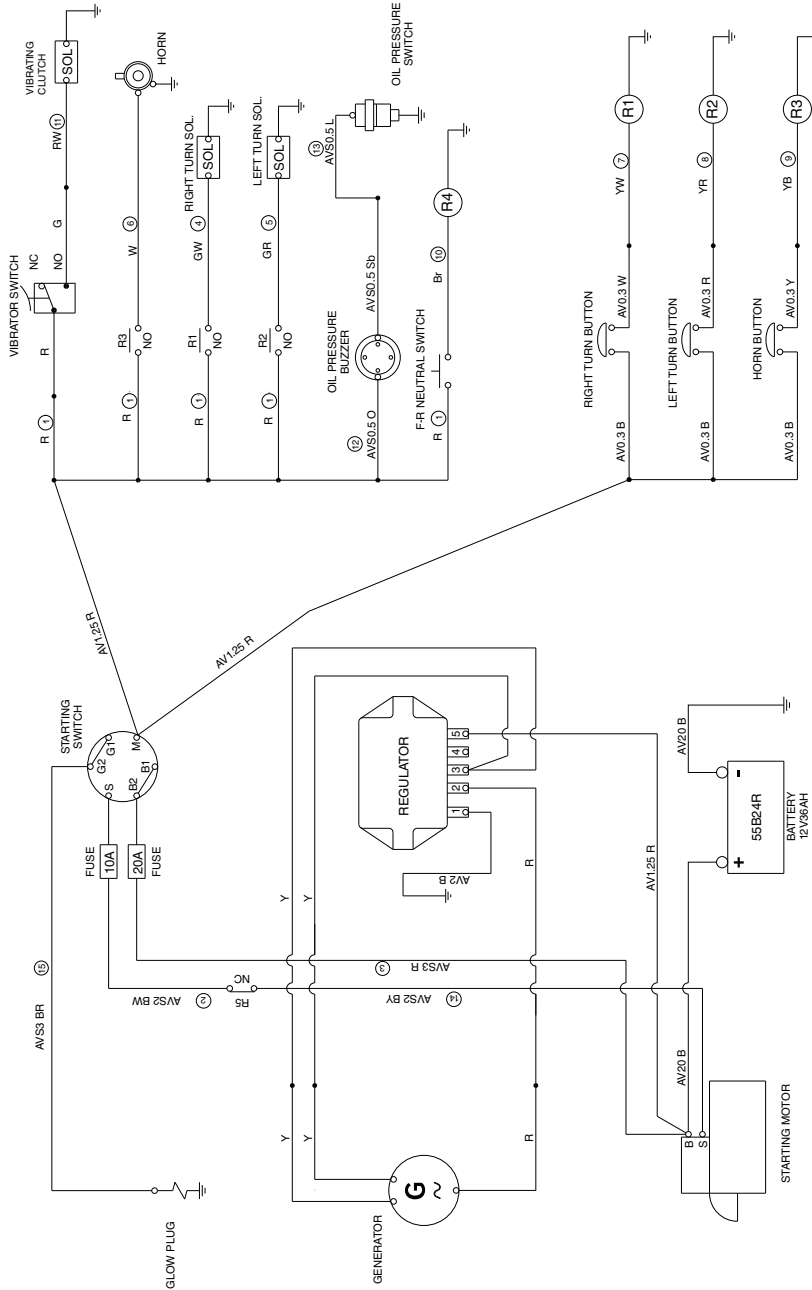 GLOW PLUG
AVS3 BR
15
STARTING
SWITCH
G2
G1
S
M
B2
B1
FUSE
10A
20A
FUSE
AVS2 BW
2
R5
NC
AVS2 BY
14
AVS3 R
3
AV1.25 R
AV1.25 R
VIBRATOR SWITCH
NC
NO
R 1
R
G
RW 11
VIBRATING
CLUTCH
SOL
R 1
R3
NO
W
6
HORN
R 1
R1
NO
GW
4
RIGHT TURN SOL.
SOL
R 1
R2
NO
GR
5
LEFT TURN SOL.
SOL
12
AVS0.5 O
OIL PRESSURE
BUZZER
AVS0.5 Sb
13
AVS0.5 L
OIL PRESSURE
SWITCH
R 1
F-R NEUTRAL SWITCH
Br
10
R4
GENERATOR
G
~
Y
Y
Y
Y
R
R
REGULATOR
1
2
3
4
5
AV2 B
AV1.25 R
STARTING MOTOR
B
S
AV20 B
+
-
55B24R
BATTERY
12V36AH
AV20 B
AV0.3 B
RIGHT TURN BUTTON
AV0.3 W
YW
7
R1
AV0.3 B
LEFT TURN BUTTON
AV0.3 R
YR
8
R2
AV0.3 B
HORN BUTTON
AV0.3 Y
YB
9
R3